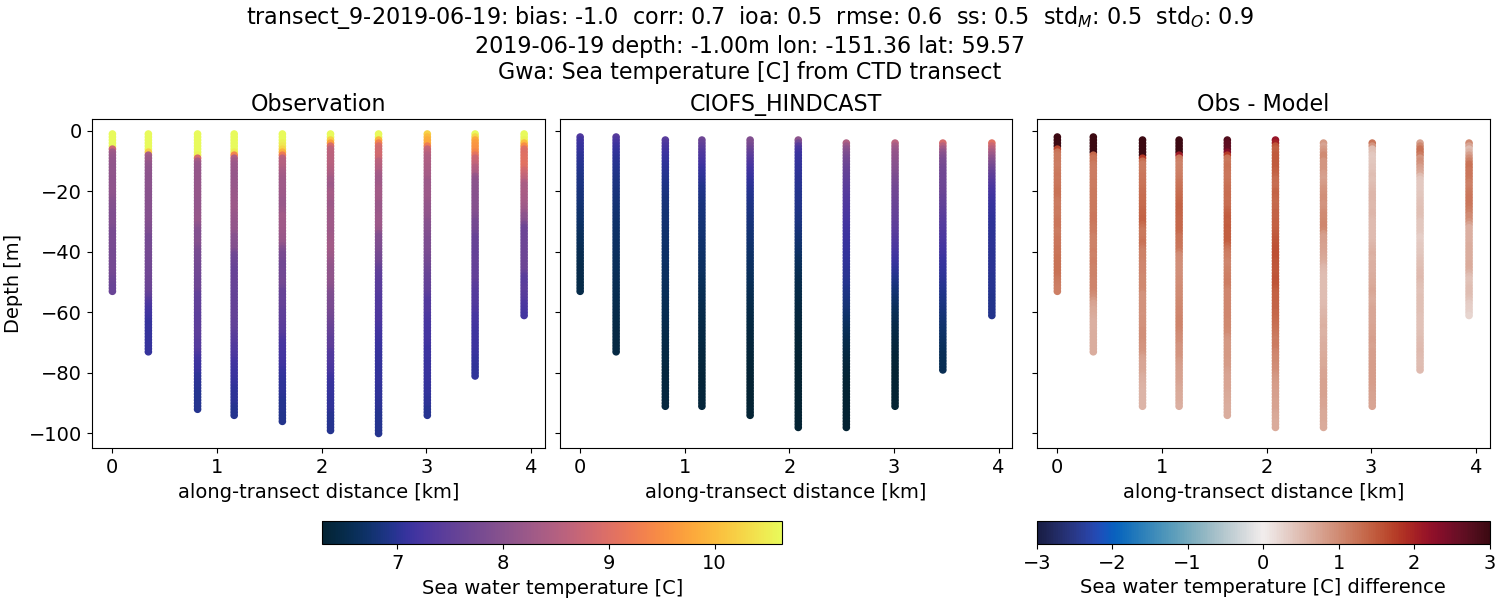 transect_9-2019-06-19: bias: -1.0 corr: 0.7 ioa: 0.5 rmse: 0.6 ss: 0.5 std_M: 0.5 std_O: 0.9
2019-06-19 depth: -1.00m lon: -151.36 lat: 59.57
Gwa: Sea temperature [C] from CTD transect
Observation CIOFS_HINDCAST Obs - Model
0
−20
−40
−60
−80
−100
Depth [m]
0 1 2 3 4 0 1 2 3 4 0 1 2 3 4
along-transect distance [km] along-transect distance [km] along-transect distance [km]
7 8 9 10 −3 −2 −1 0 1 2 3
Sea water temperature [C] Sea water temperature [C] difference